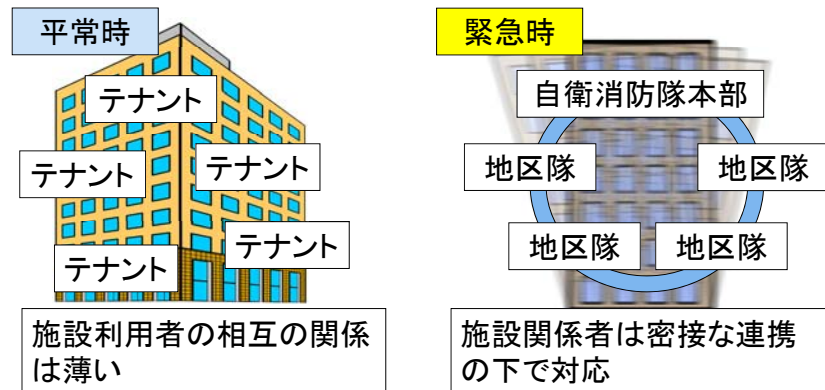 平常時
テナント
テナント
テナント
テナント
テナント
施設利用者の相互の関係
は薄い
緊急時
自衛消防隊本部
地区隊
地区隊
地区隊
地区隊
施設関係者は密接な連携
の下で対応